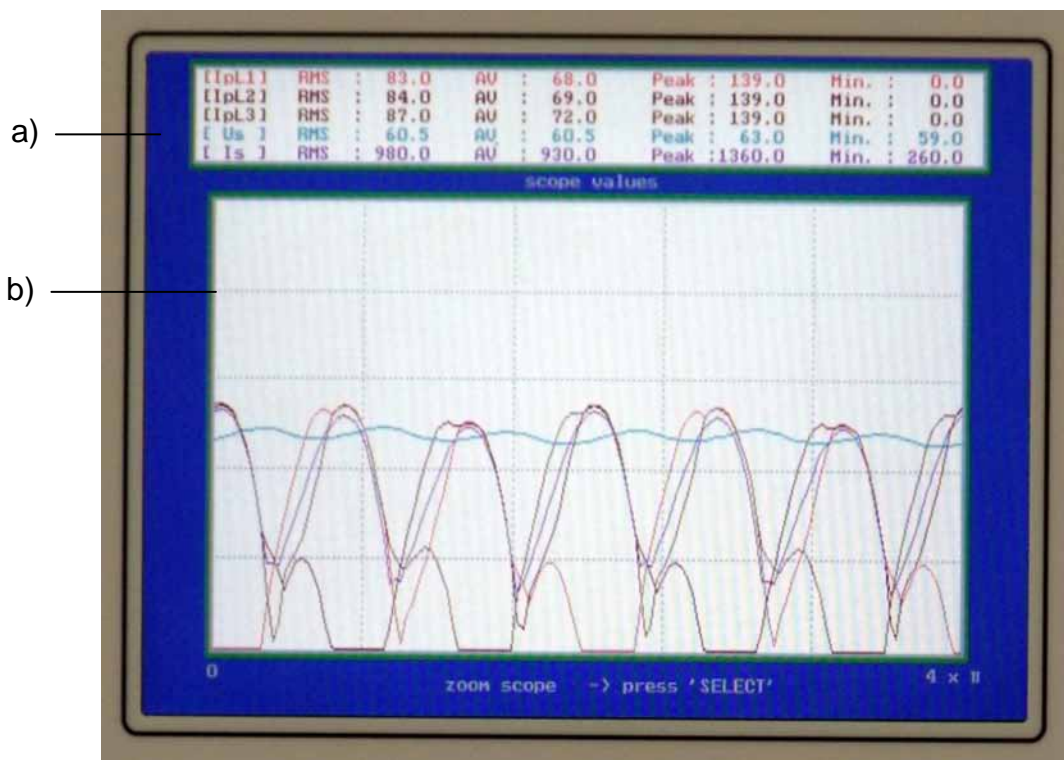 [IpL1] RMS : 83.0 AV : 68.0 Peak : 139.0 Min. : 0.0
[IpL2] RMS : 84.0 AV : 69.0 Peak : 139.0 Min. : 0.0
[IpL3] RMS : 87.0 AV : 72.0 Peak : 139.0 Min. : 0.0
a)
[ Us ] RMS : 60.5 AV : 60.5 Peak : 63.0 Min. : 59.0
[ Is ] RMS : 980.0 AV : 930.0 Peak :1360.0 Min. : 260.0
scope values
b)
0
4 x π
zoom scope -> press 'SELECT'